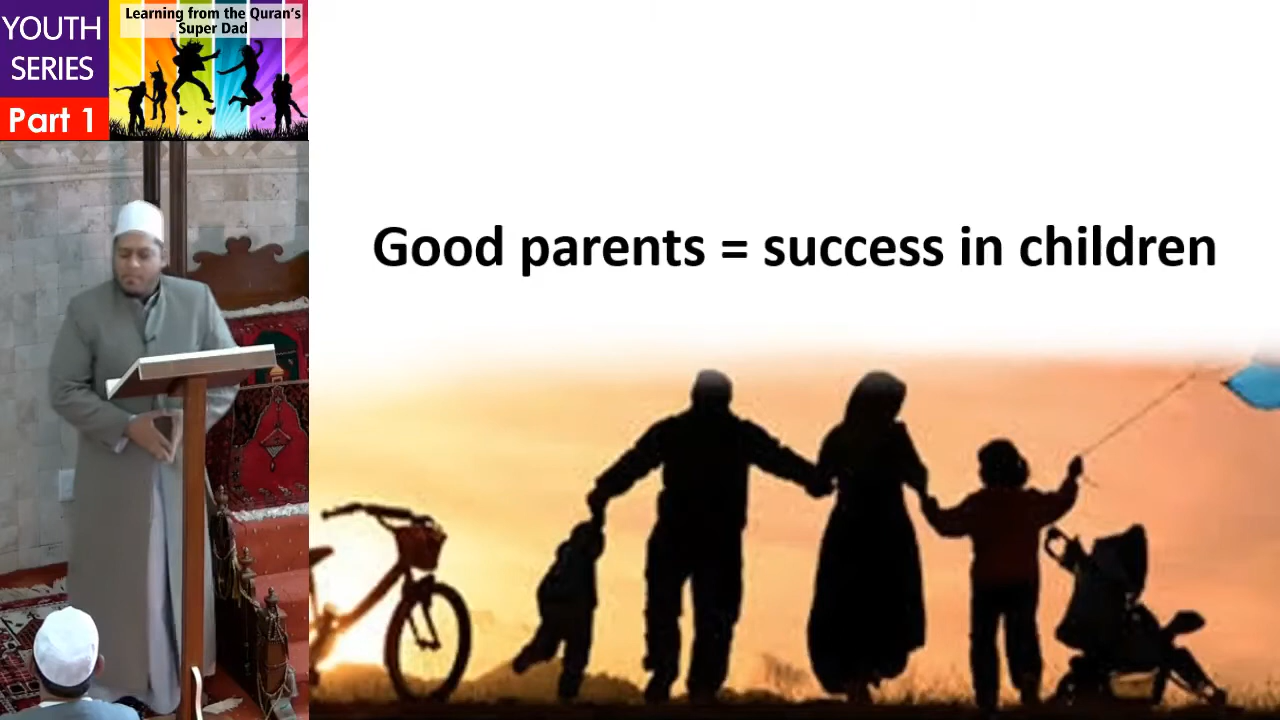 YOUTH
SERIES
Part 1
Learning from the Quran's
Super Dad
Good parents = success in children